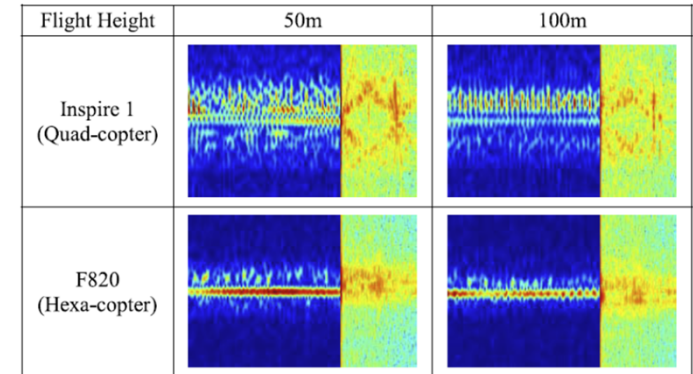 Flight Height
50m
100m
Inspire 1
(Quad-copter)
F820
(Hexa-copter)